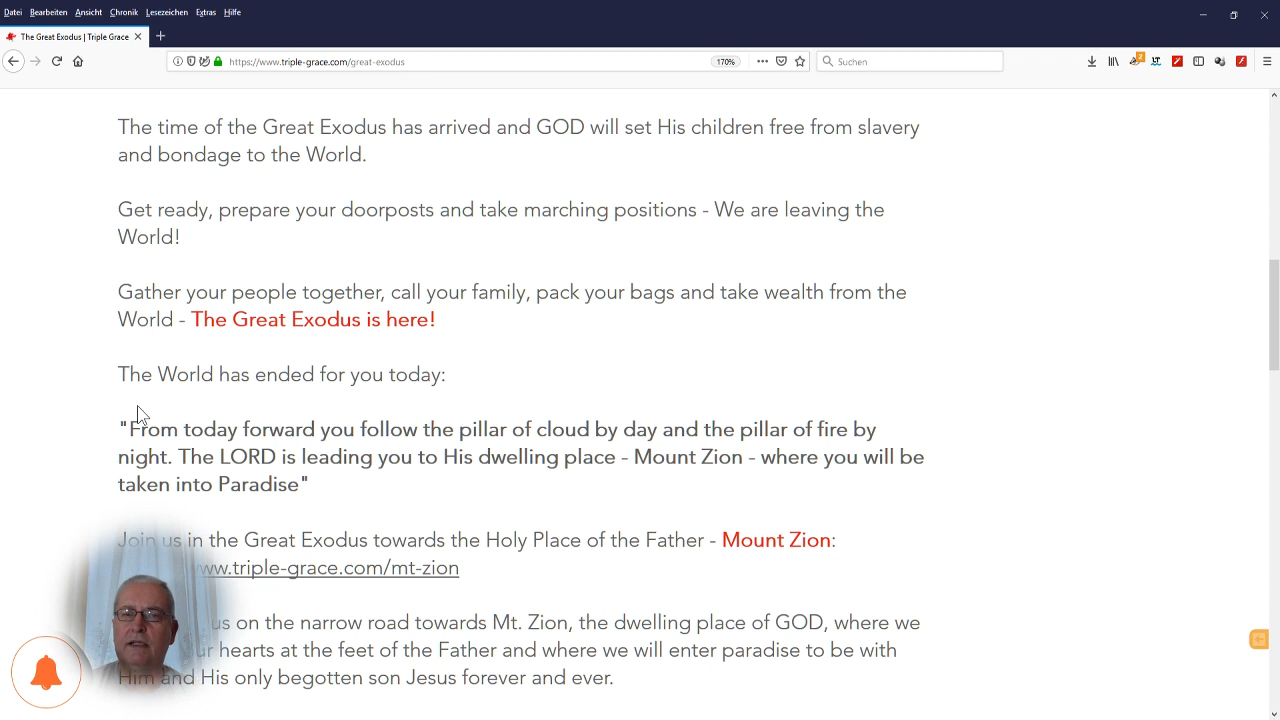 Datei Bearbeiten Ansicht Chronik Lesezeichen Extras Hilfe
The Great Exodus | Triple Grace
https://www.triple-grace.com/great-exodus 170% Suchen
2
The time of the Great Exodus has arrived and GOD will set His children free from slavery
and bondage to the World.
Get ready, prepare your doorposts and take marching positions - We are leaving the
World!
Gather your people together, call your family, pack your bags and take wealth from the
World - The Great Exodus is here!
The World has ended for you today:
"From today forward you follow the pillar of cloud by day and the pillar of fire by
night. The LORD is leading you to His dwelling place - Mount Zion - where you will be
taken into Paradise"
Join us in the Great Exodus towards the Holy Place of the Father - Mount Zion:
www.triple-grace.com/mt-zion
us on the narrow road towards Mt. Zion, the dwelling place of GOD, where we
hearts at the feet of the Father and where we will enter paradise to be with
Him and His only begotten son Jesus forever and ever.